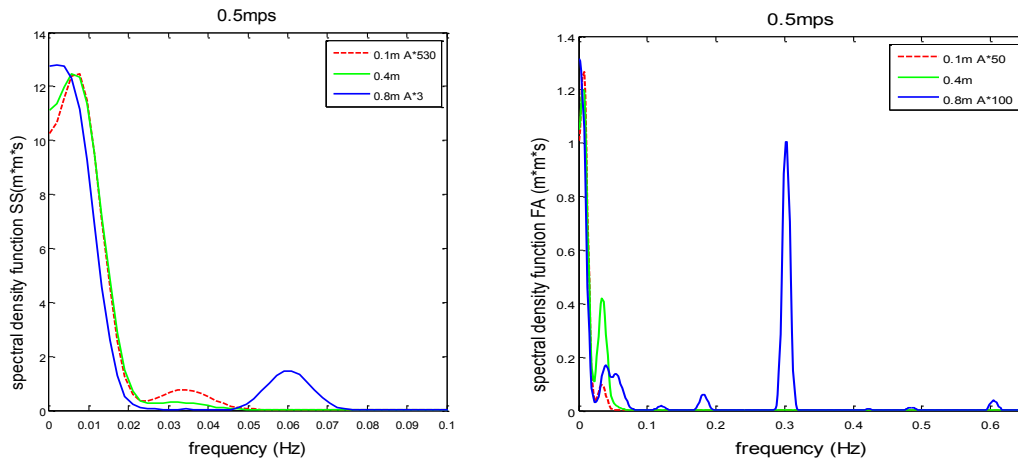 0.5mps
spectral density function SS(m*m*s)
14
12
10
8
6
4
2
0
0.1m A*530
0.4m
0.8m A*3
0 0.01 0.02 0.03 0.04 0.05 0.06 0.07 0.08 0.09 0.1
frequency (Hz)
0.5mps
spectral density function FA (m*m*s)
1.4
1.2
1
0.8
0.6
0.4
0.2
0
0.1m A*50
0.4m
0.8m A*100
0 0.1 0.2 0.3 0.4 0.5 0.6
frequency (Hz)